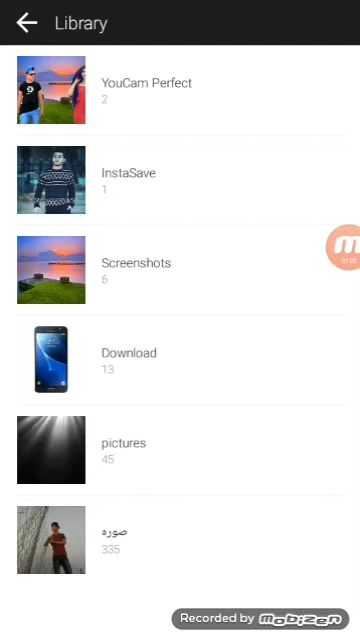 Library
YouCam Perfect
2
InstaSave
1
Screenshots
6
Download
13
pictures
45
صوره
335
Recorded by MOBIZEN